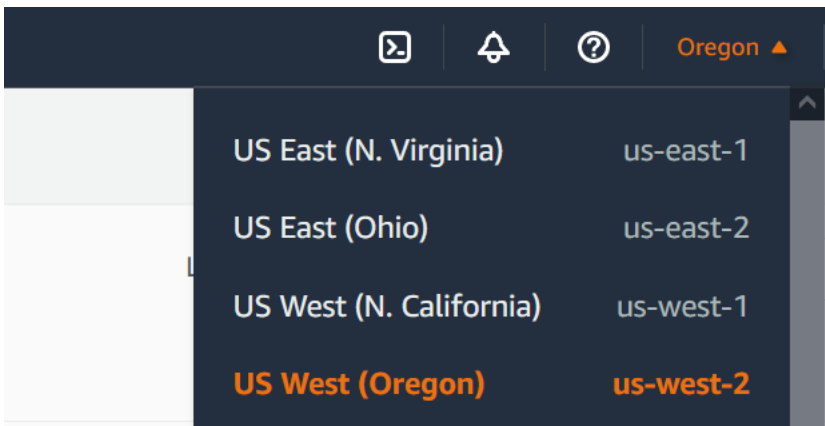 Oregon
US East (N. Virginia) us-east-1
US East (Ohio) us-east-2
US West (N. California) us-west-1
US West (Oregon) us-west-2